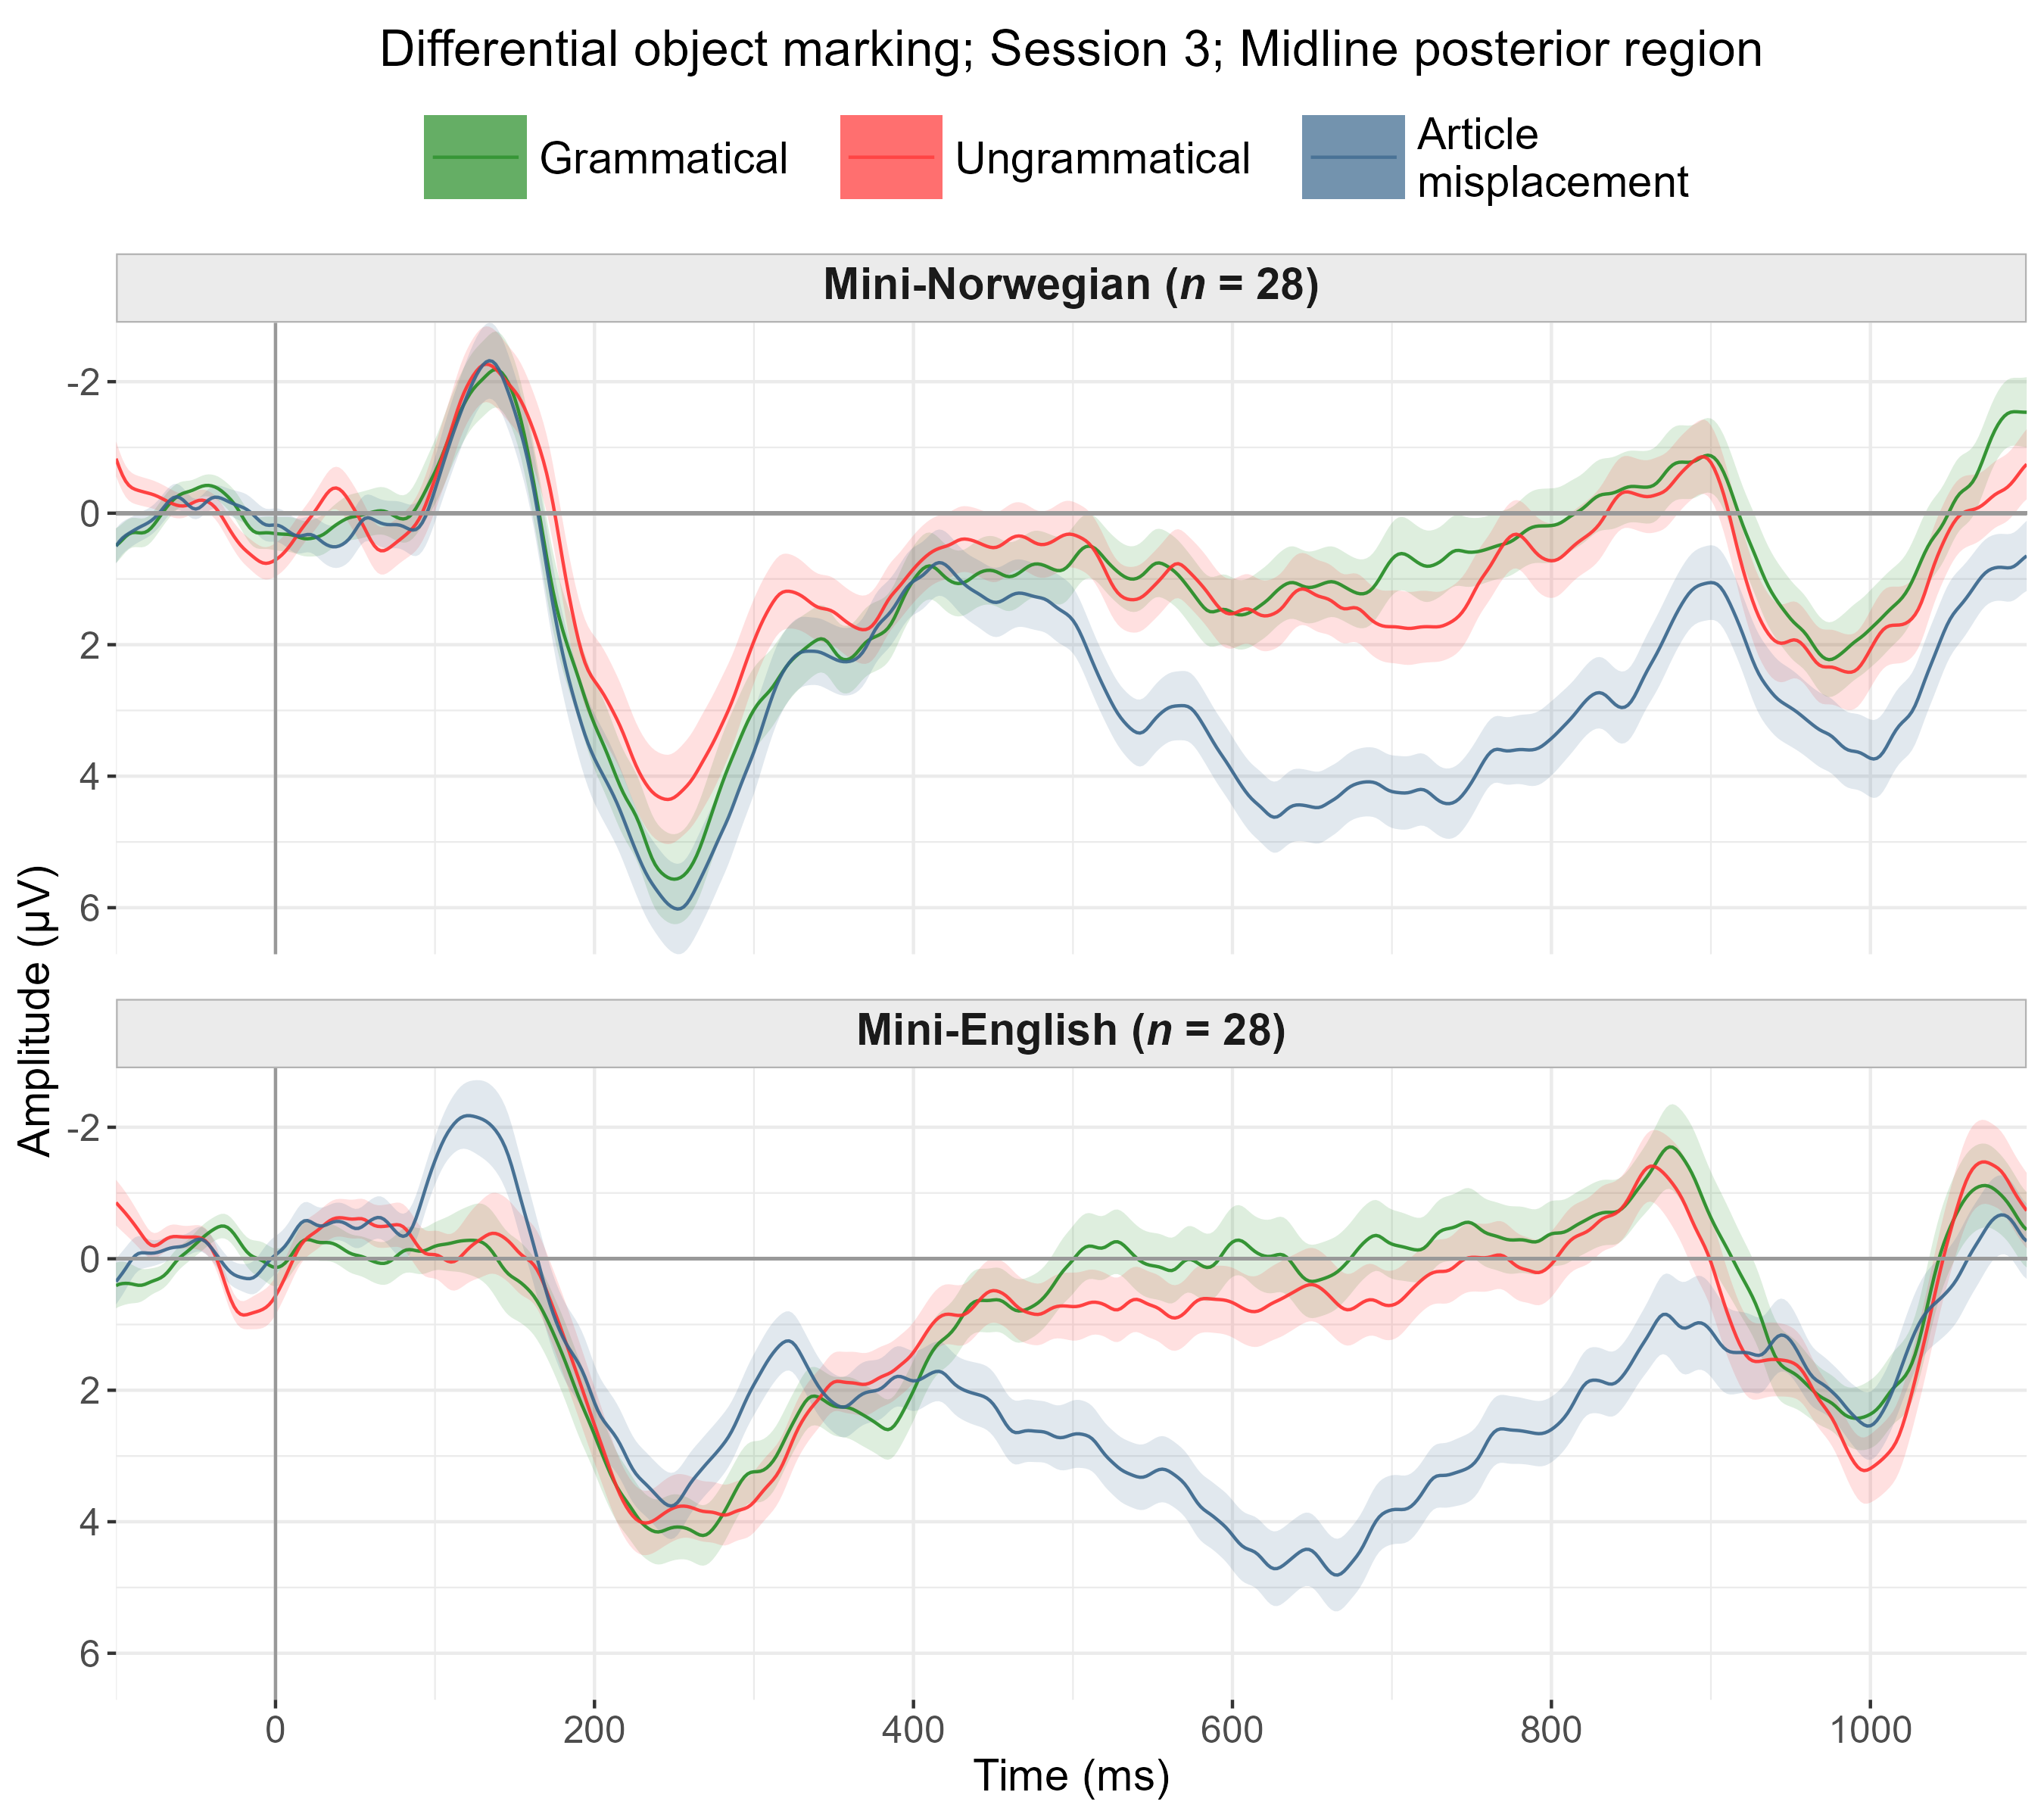 Differential object marking; Session 3; Midline posterior region
Grammatical
Ungrammatical
Article
misplacement
Mini-Norwegian (n = 28)
-2
0
2
4
6
Mini-English (n = 28)
-2
0
2
4
6
Amplitude (µV)
0 200 400 600 800 1000
Time (ms)